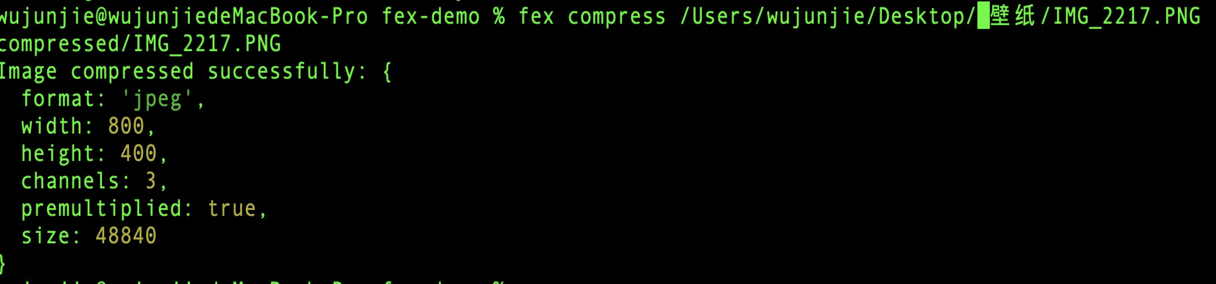 wujunjie@wujunjiedeMacBook-Pro fex-demo % fex compress /Users/wujunjie/Desktop/壁纸/IMG_2217.PNG
compressed/IMG_2217.PNG
Image compressed successfully: {
  format: 'jpeg',
  width: 800,
  height: 400,
  channels: 3,
  premultiplied: true,
  size: 48840
}